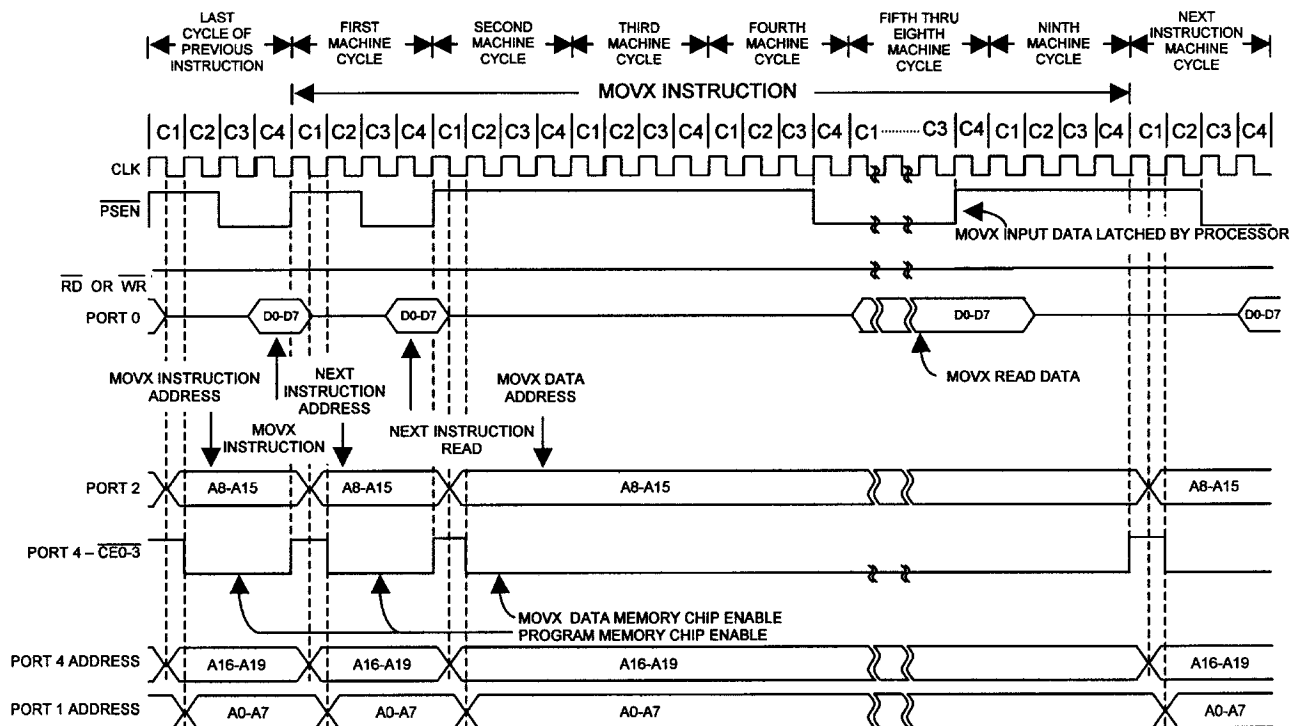 LAST CYCLE OF PREVIOUS INSTRUCTION
FIRST MACHINE CYCLE
SECOND MACHINE CYCLE
THIRD MACHINE CYCLE
FOURTH MACHINE CYCLE
FIFTH THRU EIGHTH MACHINE CYCLE
NINTH MACHINE CYCLE
NEXT INSTRUCTION MACHINE CYCLE
MOVX INSTRUCTION
C1 C2 C3 C4 C1 C2 C3 C4 C1 C2 C3 C4 C1 C2 C3 C4 C1 C2 C3 C4 C1 ......... C3 C4 C1 C2 C3 C4 C1 C2 C3 C4
CLK
PSEN
MOVX INPUT DATA LATCHED BY PROCESSOR
RD OR WR
PORT 0 D0-D7 D0-D7 D0-D7 D0-D7
MOVX INSTRUCTION ADDRESS
NEXT INSTRUCTION ADDRESS
MOVX DATA ADDRESS
MOVX READ DATA
MOVX INSTRUCTION
NEXT INSTRUCTION READ
PORT 2 A8-A15 A8-A15 A8-A15 A8-A15
PORT 4 – CE0-3
MOVX DATA MEMORY CHIP ENABLE
PROGRAM MEMORY CHIP ENABLE
PORT 4 ADDRESS A16-A19 A16-A19 A16-A19 A16-A19
PORT 1 ADDRESS A0-A7 A0-A7 A0-A7 A0-A7